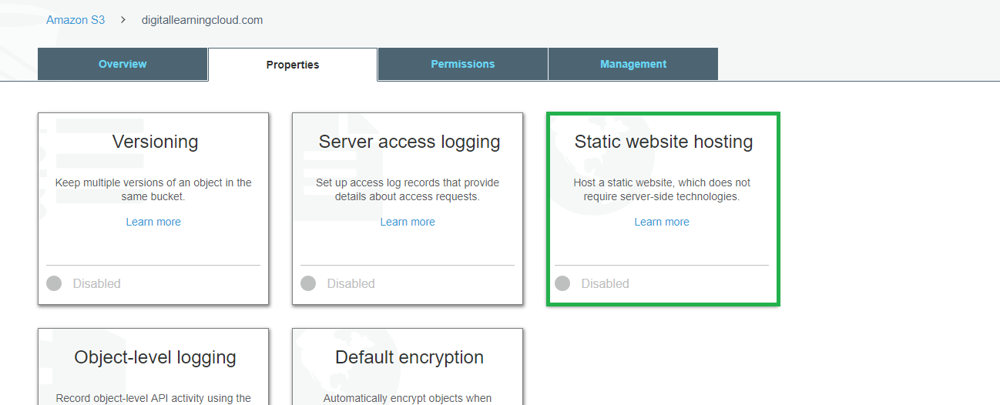 Amazon S3 > digitallearningcloud.com
Overview Properties Permissions Management
Versioning
Keep multiple versions of an object in the
same bucket.
Learn more
Disabled
Server access logging
Set up access log records that provide
details about access requests.
Learn more
Disabled
Static website hosting
Host a static website, which does not
require server-side technologies.
Learn more
Disabled
Object-level logging
Record object-level API activity using the
Default encryption
Automatically encrypt objects when